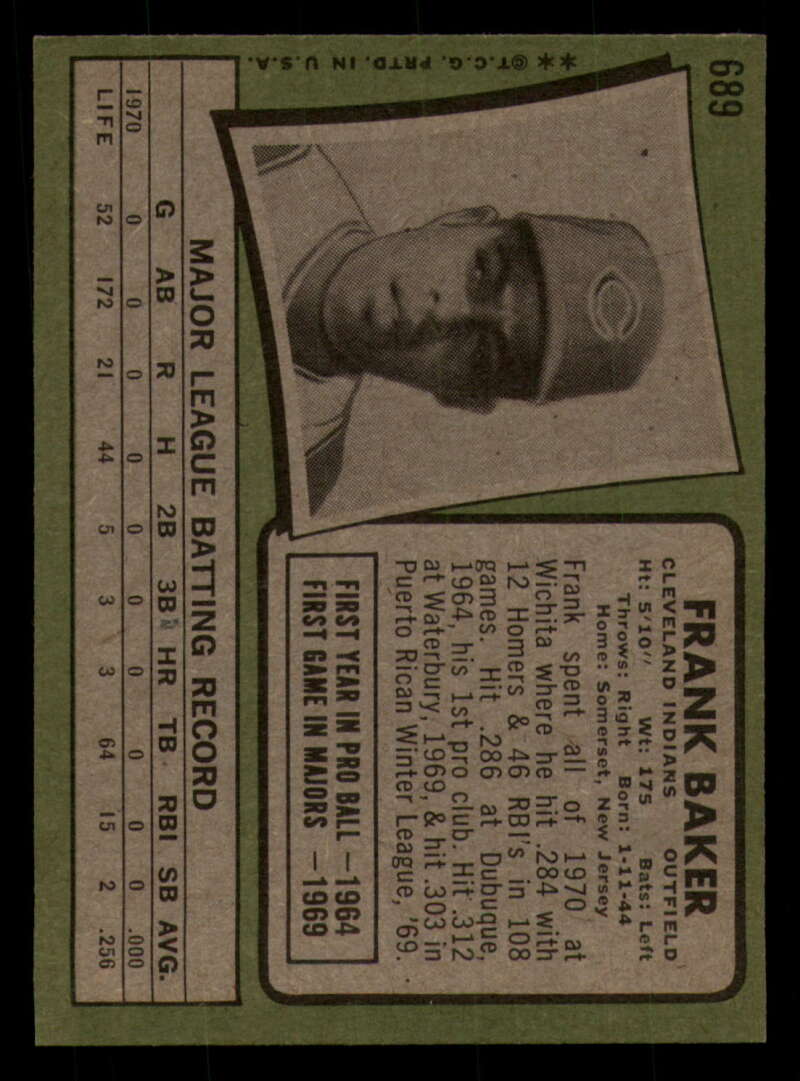 689
FRANK BAKER
CLEVELAND INDIANS OUTFIELD
Ht: 5'10" Wt: 175 Bats: Left
Throws: Right Born: 1-11-44
Home: Somerset, New Jersey
Frank spent all of 1970 at
Wichita where he hit .284 with
12 Homers & 46 RBI's in 108
games. Hit .286 at Dubuque,
1964, his 1st pro club. Hit .312
at Waterbury, 1969, & hit .303 in
Puerto Rican Winter League, '69.
FIRST YEAR IN PRO BALL —1964
FIRST GAME IN MAJORS —1969
C
MAJOR LEAGUE BATTING RECORD
G AB R H 2B 3B HR TB RBI SB AVG.
1970 0 0 0 0 0 0 0 0 0 0 .000
LIFE 52 172 21 44 5 3 3 64 15 2 .256
** ©T.C.G. PRTD. IN U.S.A.